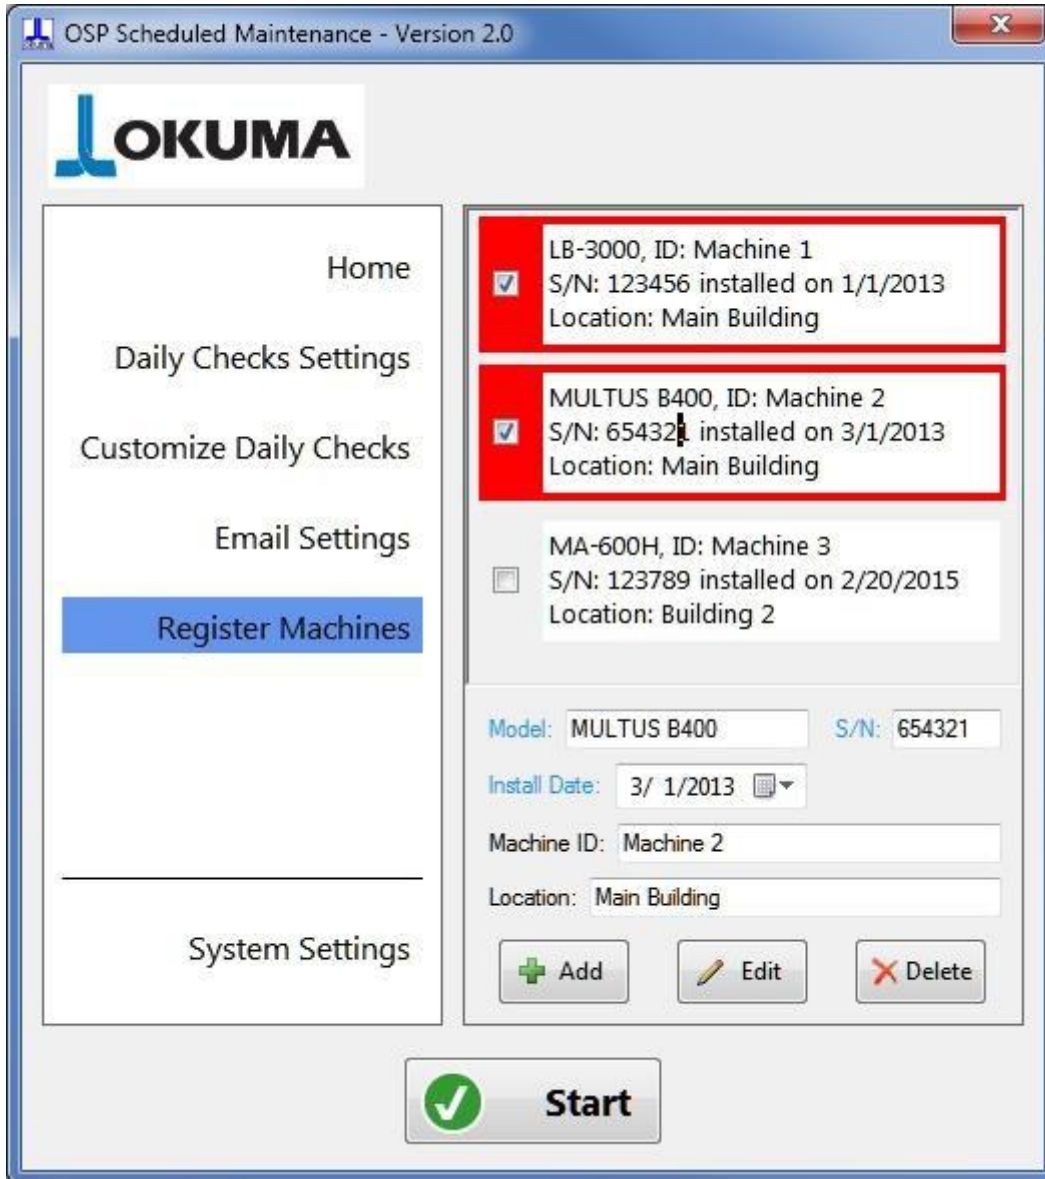 OSP Scheduled Maintenance - Version 2.0
OKUMA
Home
Daily Checks Settings
Customize Daily Checks
Email Settings
Register Machines
System Settings
LB-3000, ID: Machine 1
S/N: 123456 installed on 1/1/2013
Location: Main Building
MULTUS B400, ID: Machine 2
S/N: 654321 installed on 3/1/2013
Location: Main Building
MA-600H, ID: Machine 3
S/N: 123789 installed on 2/20/2015
Location: Building 2
Model: MULTUS B400 S/N: 654321
Install Date: 3/ 1/2013
Machine ID: Machine 2
Location: Main Building
Add Edit Delete
Start